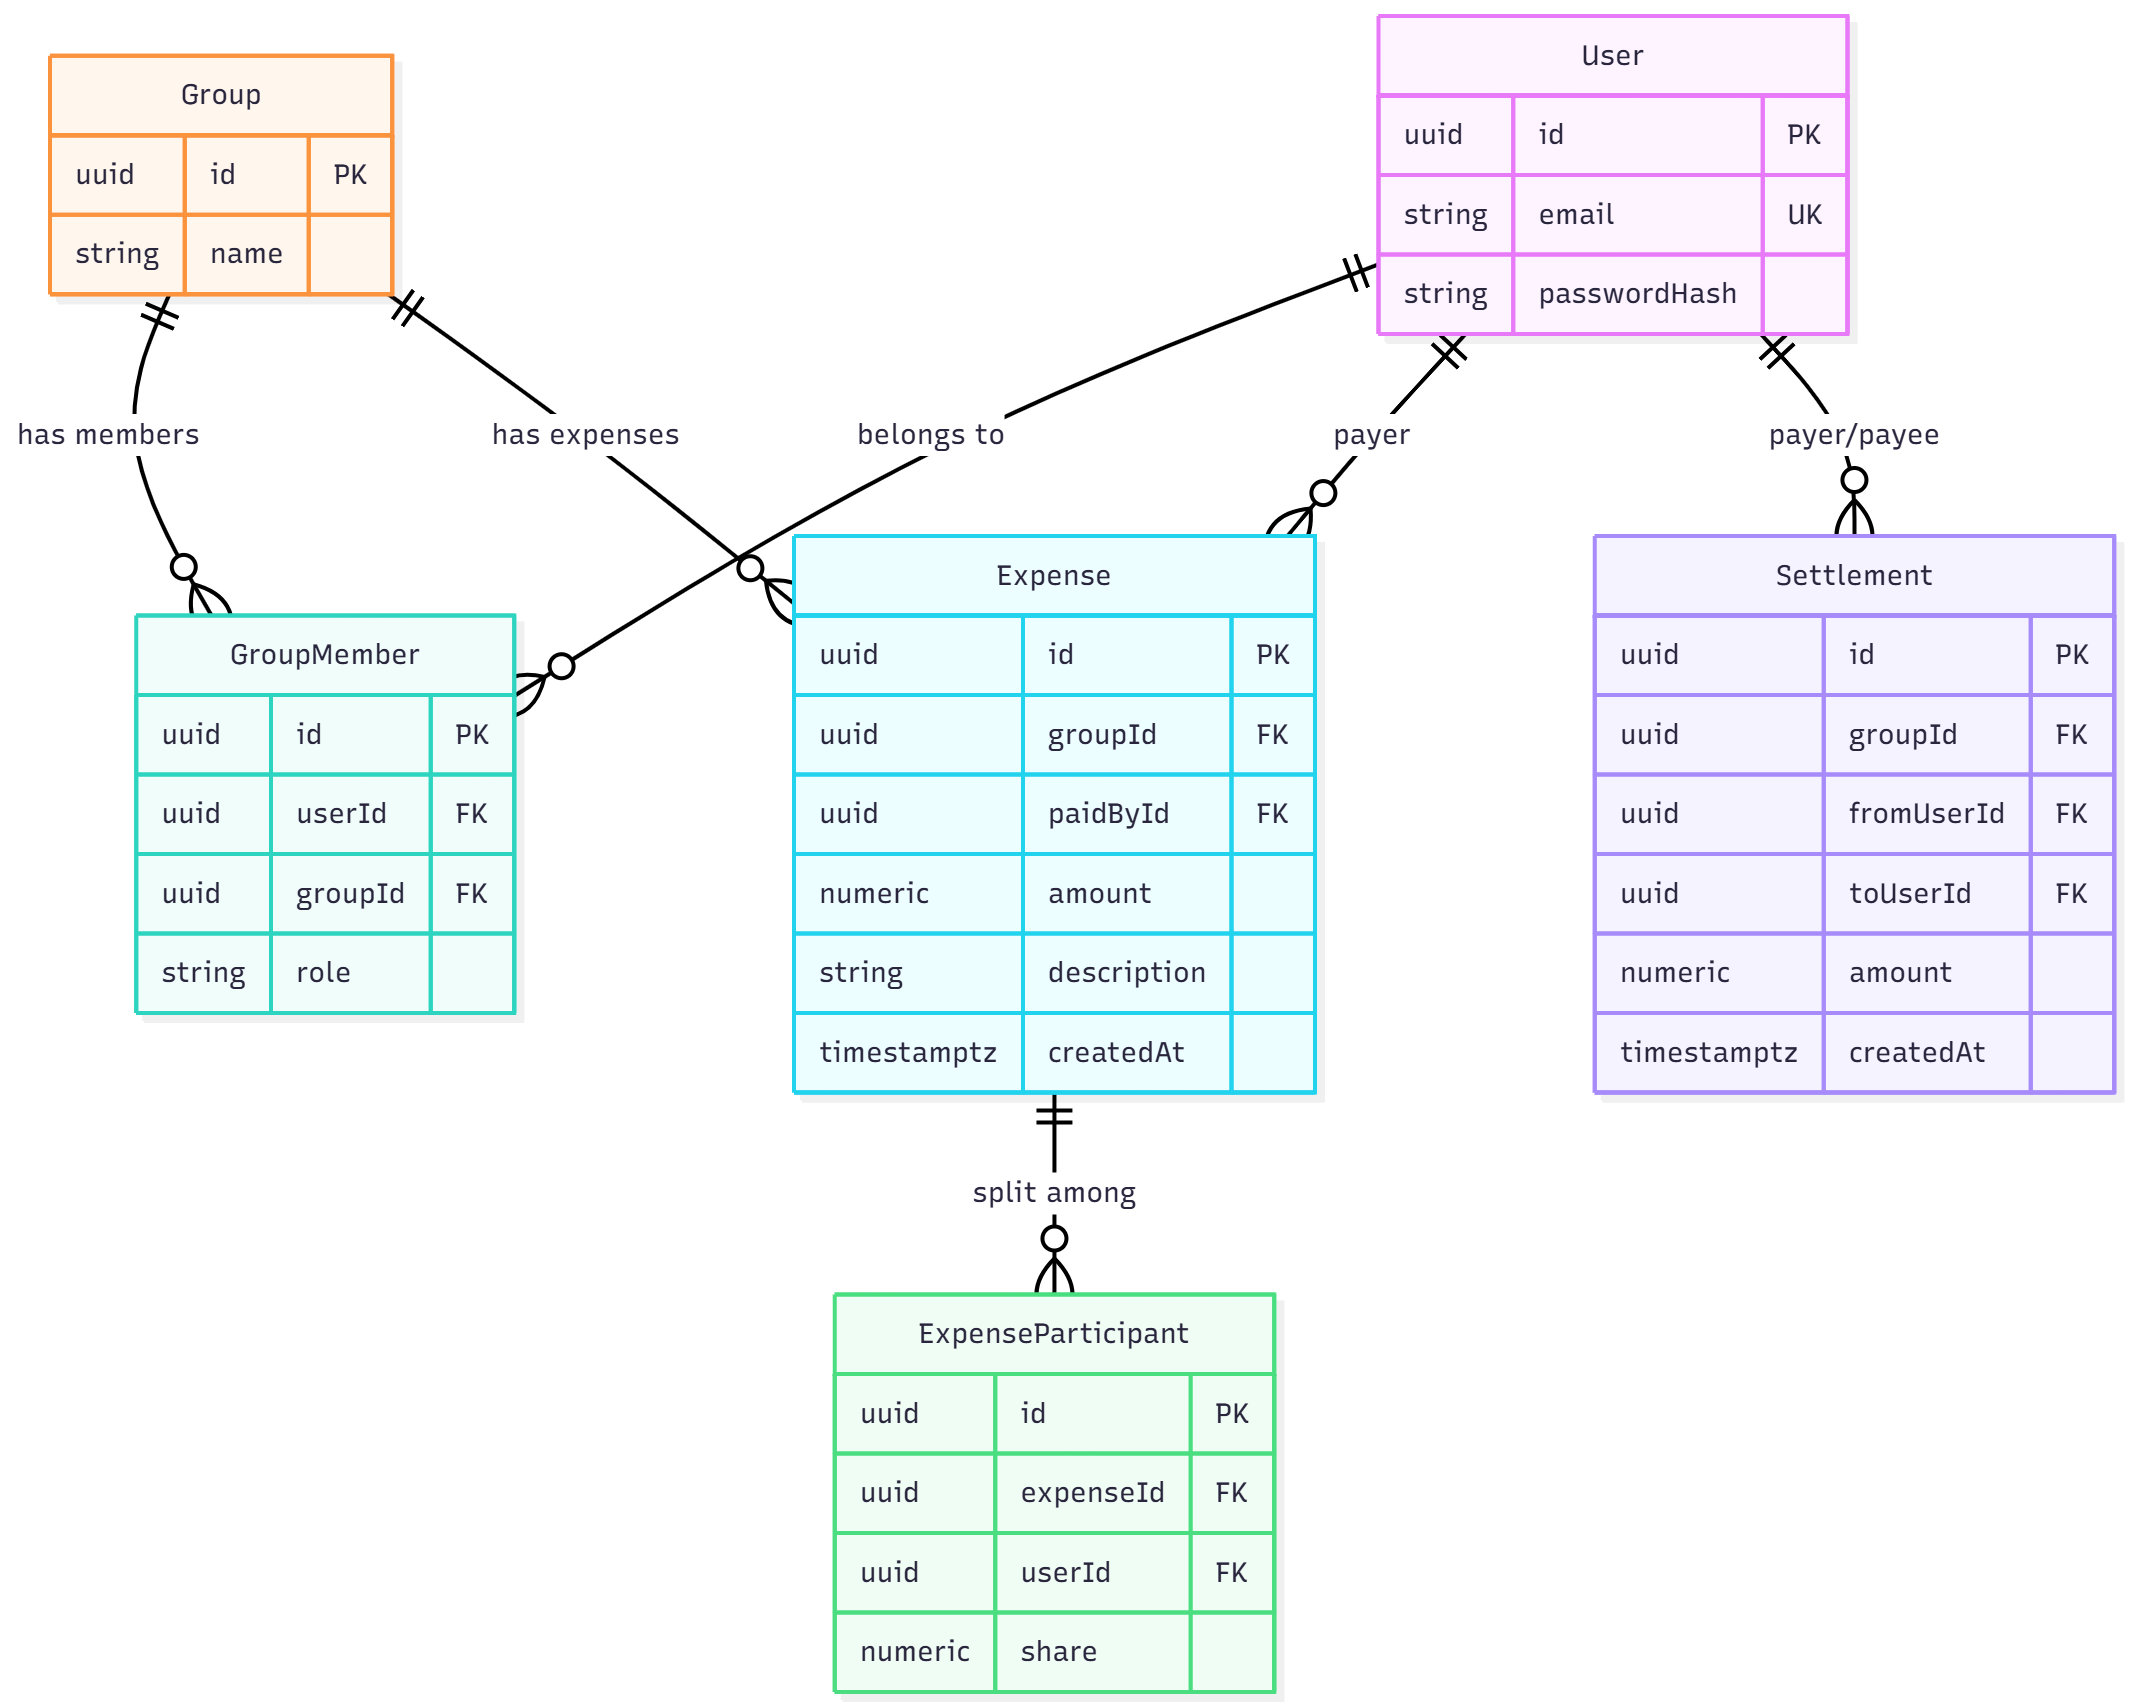 Group
uuid id PK
string name
User
uuid id PK
string email UK
string passwordHash
has members
has expenses
belongs to
payer
payer/payee
GroupMember
uuid id PK
uuid userId FK
uuid groupId FK
string role
Expense
uuid id PK
uuid groupId FK
uuid paidById FK
numeric amount
string description
timestamptz createdAt
Settlement
uuid id PK
uuid groupId FK
uuid fromUserId FK
uuid toUserId FK
numeric amount
timestamptz createdAt
split among
ExpenseParticipant
uuid id PK
uuid expenseId FK
uuid userId FK
numeric share